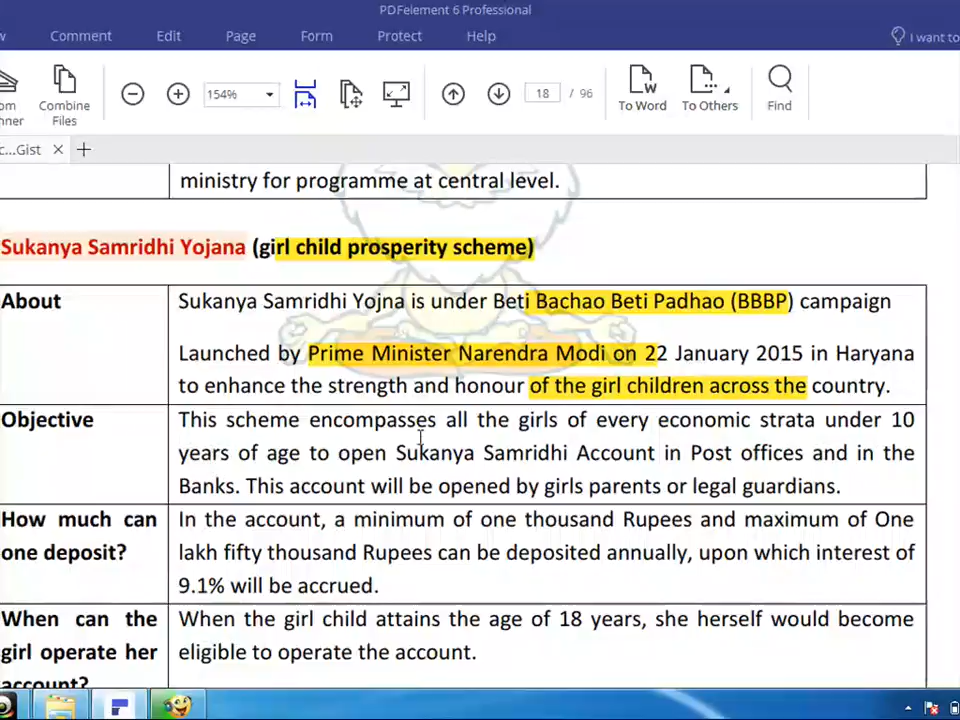 PDFelement 6 Professional
Comment Edit Page Form Protect Help I want to
154% 18 / 96
Combine Files To Word To Others Find
c...Gist
ministry for programme at central level.
Sukanya Samridhi Yojana (girl child prosperity scheme)
About Sukanya Samridhi Yojna is under Beti Bachao Beti Padhao (BBBP) campaign
Launched by Prime Minister Narendra Modi on 22 January 2015 in Haryana
to enhance the strength and honour of the girl children across the country.
Objective This scheme encompasses all the girls of every economic strata under 10
years of age to open Sukanya Samridhi Account in Post offices and in the
Banks. This account will be opened by girls parents or legal guardians.
How much can In the account, a minimum of one thousand Rupees and maximum of One
one deposit? lakh fifty thousand Rupees can be deposited annually, upon which interest of
9.1% will be accrued.
When can the When the girl child attains the age of 18 years, she herself would become
girl operate her eligible to operate the account.
account?